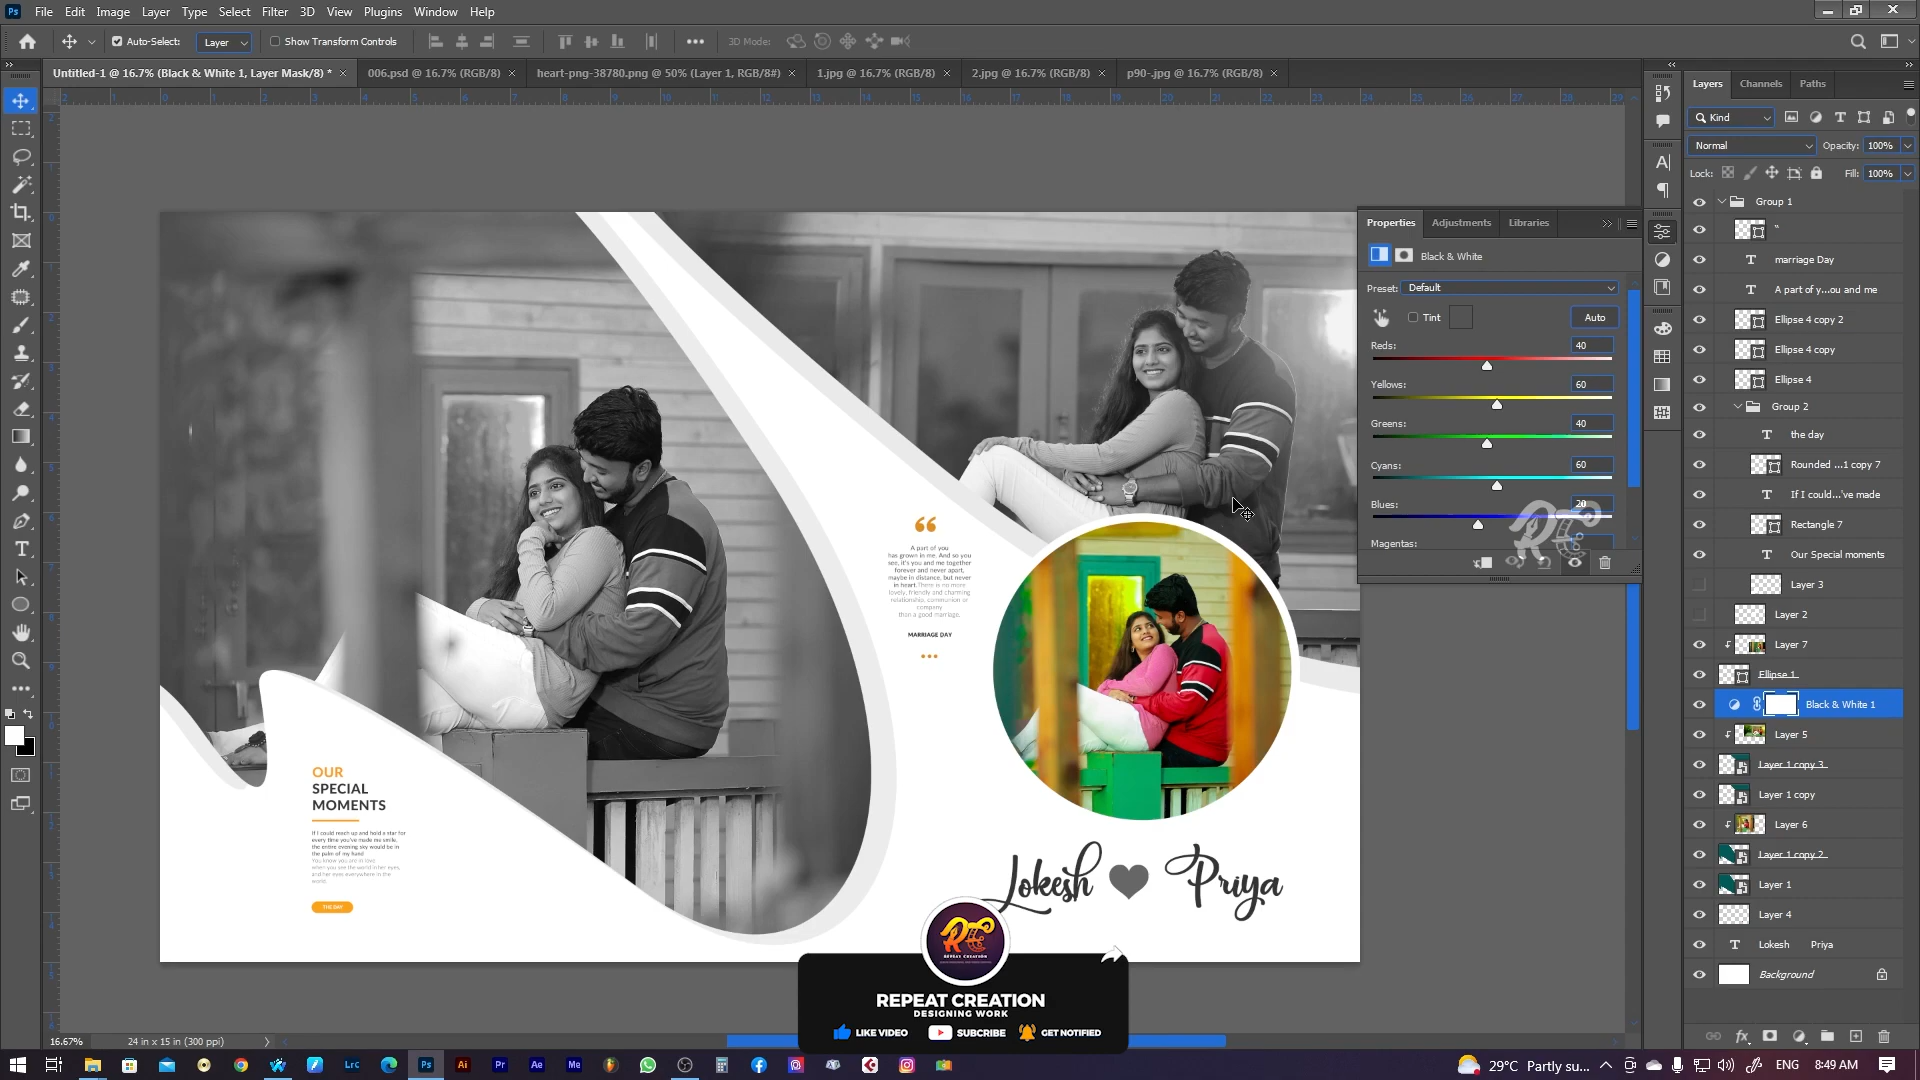 Ps File Edit Image Layer Type Select Filter 3D View Plugins Window Help
Auto-Select: Layer Show Transform Controls 3D Mode:
Untitled-1 @ 16.7% (Black & White 1, Layer Mask/8) *
006.psd @ 16.7% (RGB/8)
heart-png-38780.png @ 50% (Layer 1, RGB/8#)
1.jpg @ 16.7% (RGB/8)
2.jpg @ 16.7% (RGB/8)
p90-.jpg @ 16.7% (RGB/8)
Layers Channels Paths
Kind
Normal Opacity: 100%
Lock: Fill: 100%
Group 1
“
marriage Day
A part of y...ou and me
Ellipse 4 copy 2
Ellipse 4 copy
Ellipse 4
Group 2
the day
Rounded ...1 copy 7
If I could...'ve made
Rectangle 7
Our Special moments
Layer 3
Layer 2
Layer 7
Ellipse 1
Black & White 1
Layer 5
Layer 1 copy 3
Layer 1 copy
Layer 6
Layer 1 copy 2
Layer 1
Layer 4
Lokesh Priya
Background
Properties Adjustments Libraries
Black & White
Preset: Default
Tint Auto
Reds: 40
Yellows: 60
Greens: 40
Cyans: 60
Blues: 20
Magentas:
“
A part of you
has grown in me. And so you
see, it's you and me together
forever and never apart,
maybe in distance, but never
in heart.There is no more
lovely, friendly and charming
relationship, communion or
company
than a good marriage.
MARRIAGE DAY
OUR
SPECIAL
MOMENTS
If I could reach up and hold a star for
every time you've made me smile,
the entire evening sky would be in
the palm of my hand
You know you are in love
when you see the world in her eyes,
and her eyes everywhere in the
world.
THE DAY
Lokesh Priya
REPEAT CREATION
REPEAT CREATION
DESIGNING WORK
LIKE VIDEO SUBSCRIBE GET NOTIFIED
16.67% 24 in x 15 in (300 ppi)
Lrc Ps Ai Pr Ae Me
29°C Partly su... ENG 8:49 AM